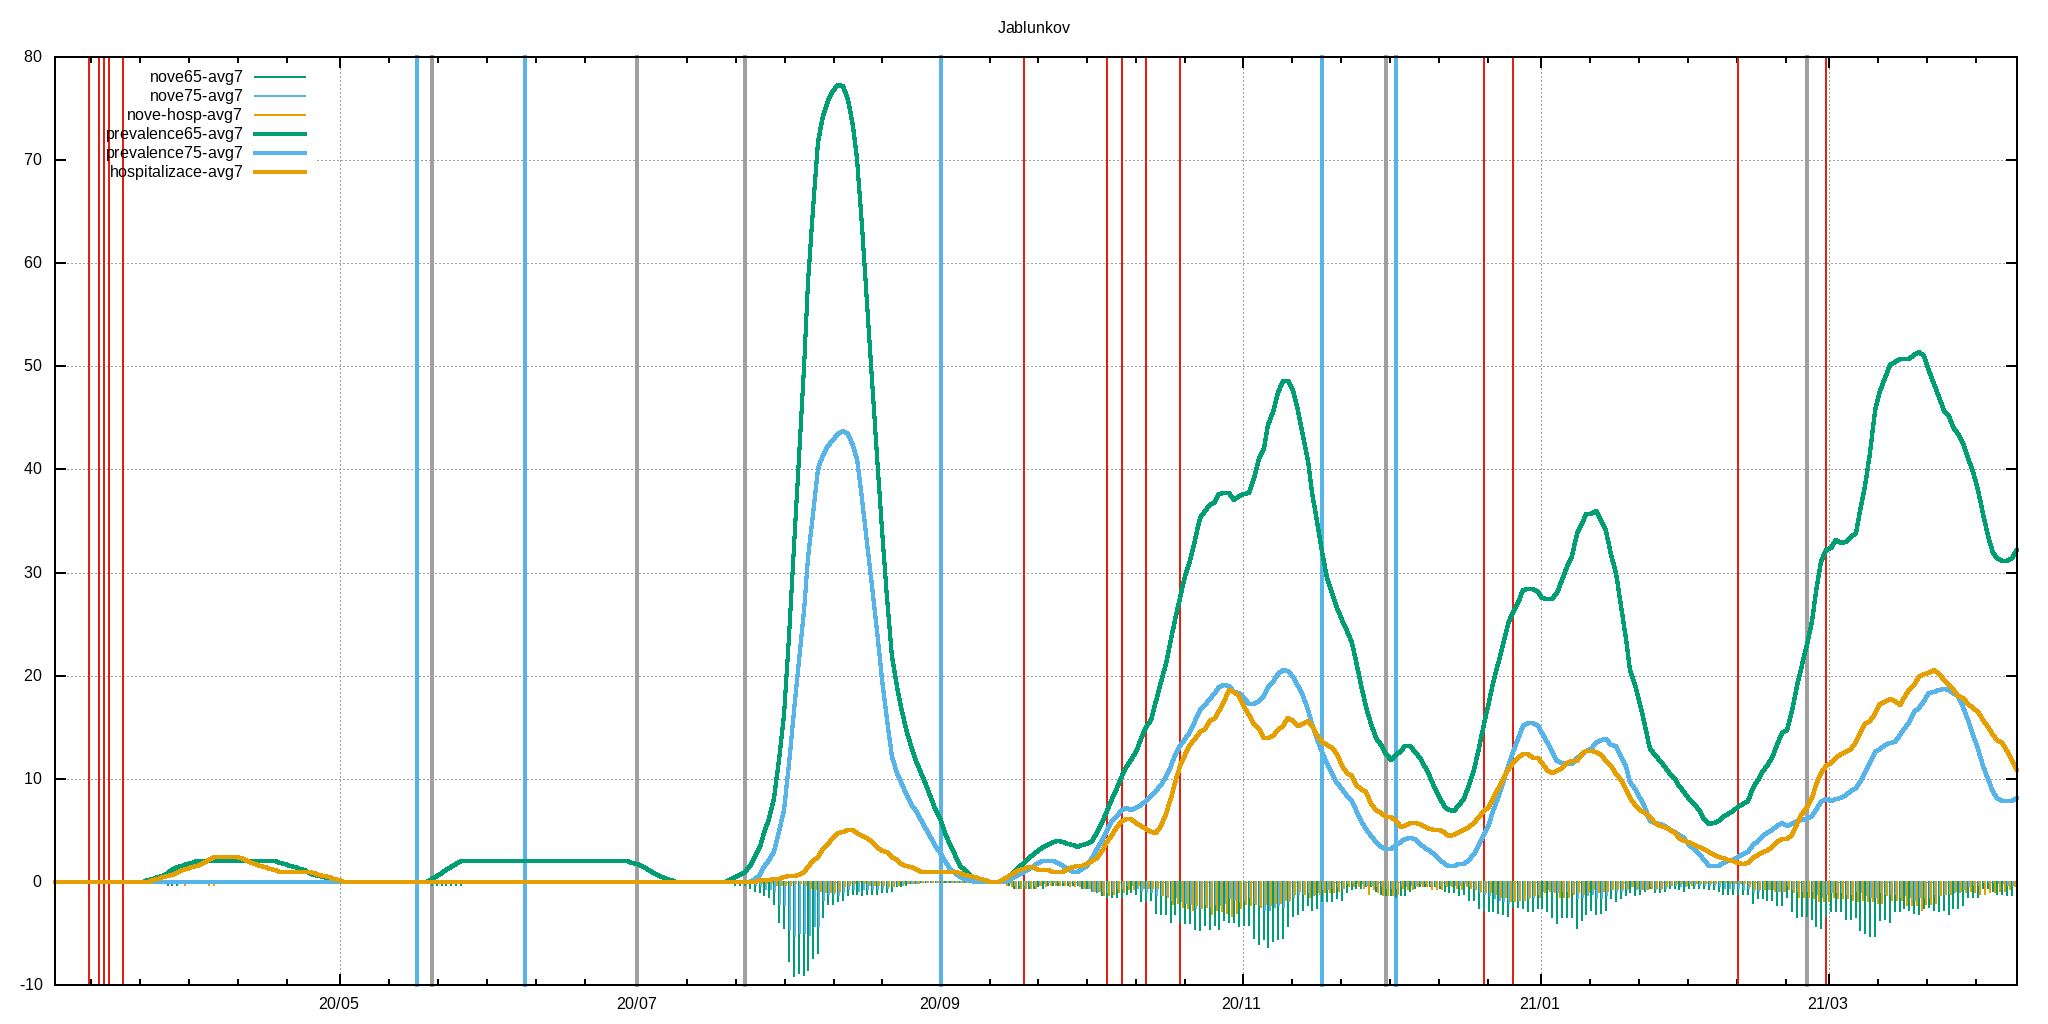 Jablunkov
80
70
60
50
40
30
20
10
0
-10
nove65-avg7
nove75-avg7
nove-hosp-avg7
prevalence65-avg7
prevalence75-avg7
hospitalizace-avg7
20/05 20/07 20/09 20/11 21/01 21/03